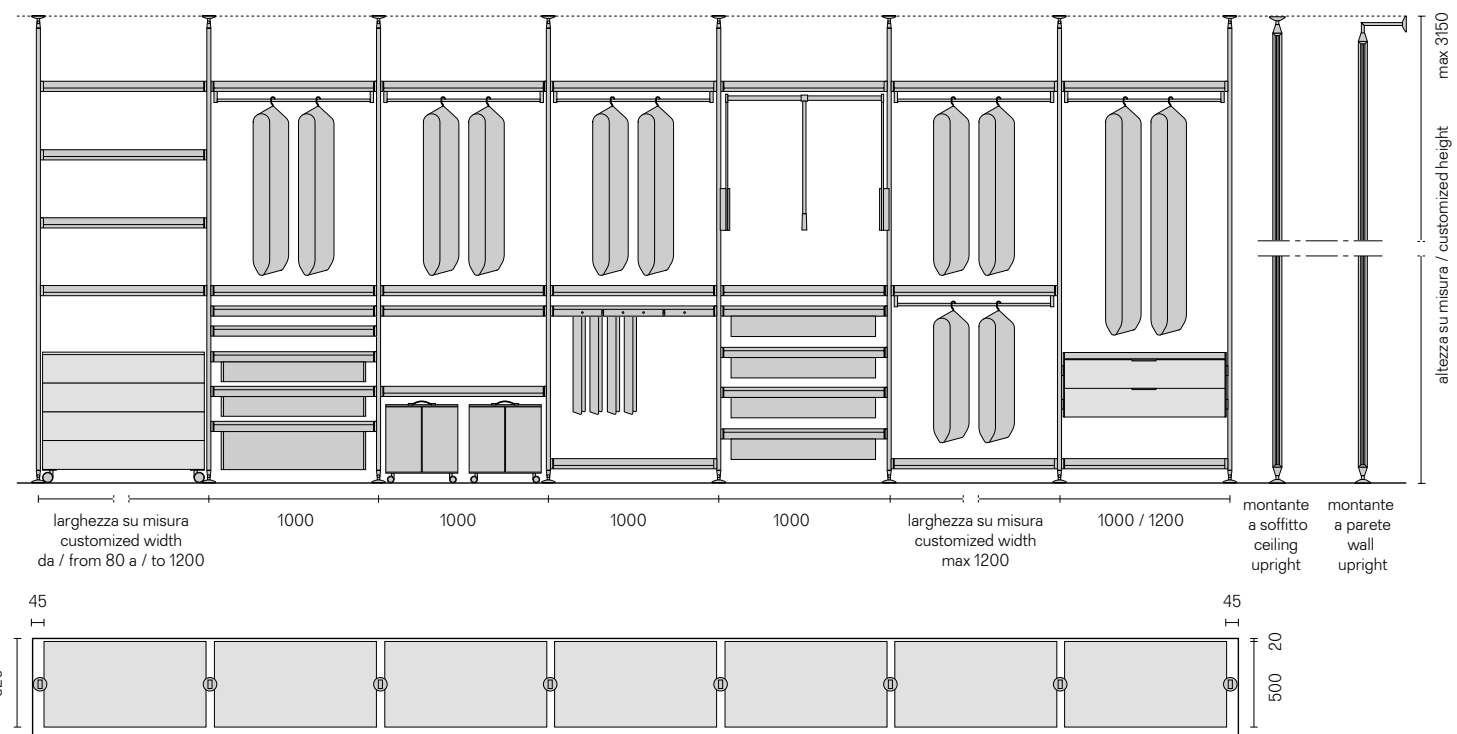 max 3150
altezza su misura / customized height
larghezza su misura
customized width
da / from 80 a / to 1200
1000
1000
1000
1000
larghezza su misura
customized width
max 1200
1000 / 1200
montante
a soffitto
ceiling
upright
montante
a parete
wall
upright
45
45
20
500